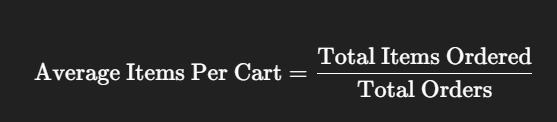 Average Items Per Cart = Total Items Ordered / Total Orders